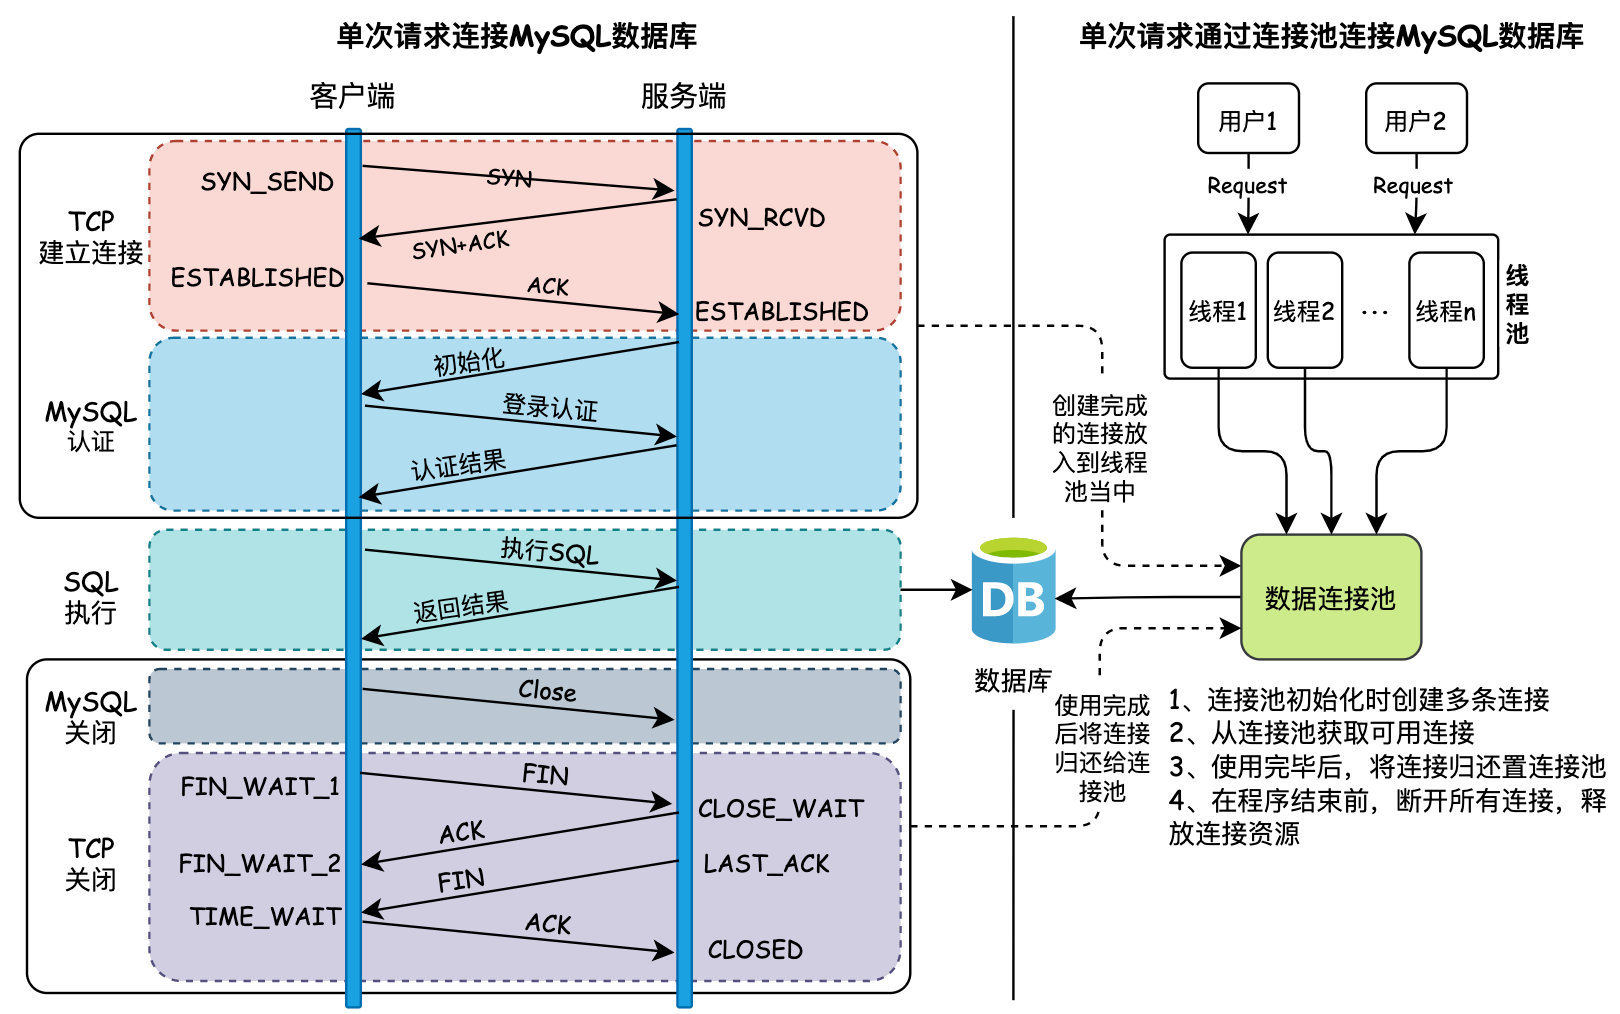 单次请求连接MySQL数据库
客户端
服务端
TCP
建立连接
SYN_SEND
SYN
SYN_RCVD
SYN+ACK
ESTABLISHED
ACK
ESTABLISHED
MySQL
认证
初始化
登录认证
认证结果
SQL
执行
执行SQL
返回结果
MySQL
关闭
Close
TCP
关闭
FIN_WAIT_1
FIN
CLOSE_WAIT
ACK
FIN_WAIT_2
LAST_ACK
FIN
TIME_WAIT
ACK
CLOSED
DB
数据库
单次请求通过连接池连接MySQL数据库
用户1
用户2
Request
Request
线程1
线程2
...
线程n
线
程
池
创建完成
的连接放
入到线程
池当中
数据连接池
使用完成
后将连接
归还给连
接池
1、连接池初始化时创建多条连接
2、从连接池获取可用连接
3、使用完毕后，将连接归还置连接池
4、在程序结束前，断开所有连接，释
放连接资源